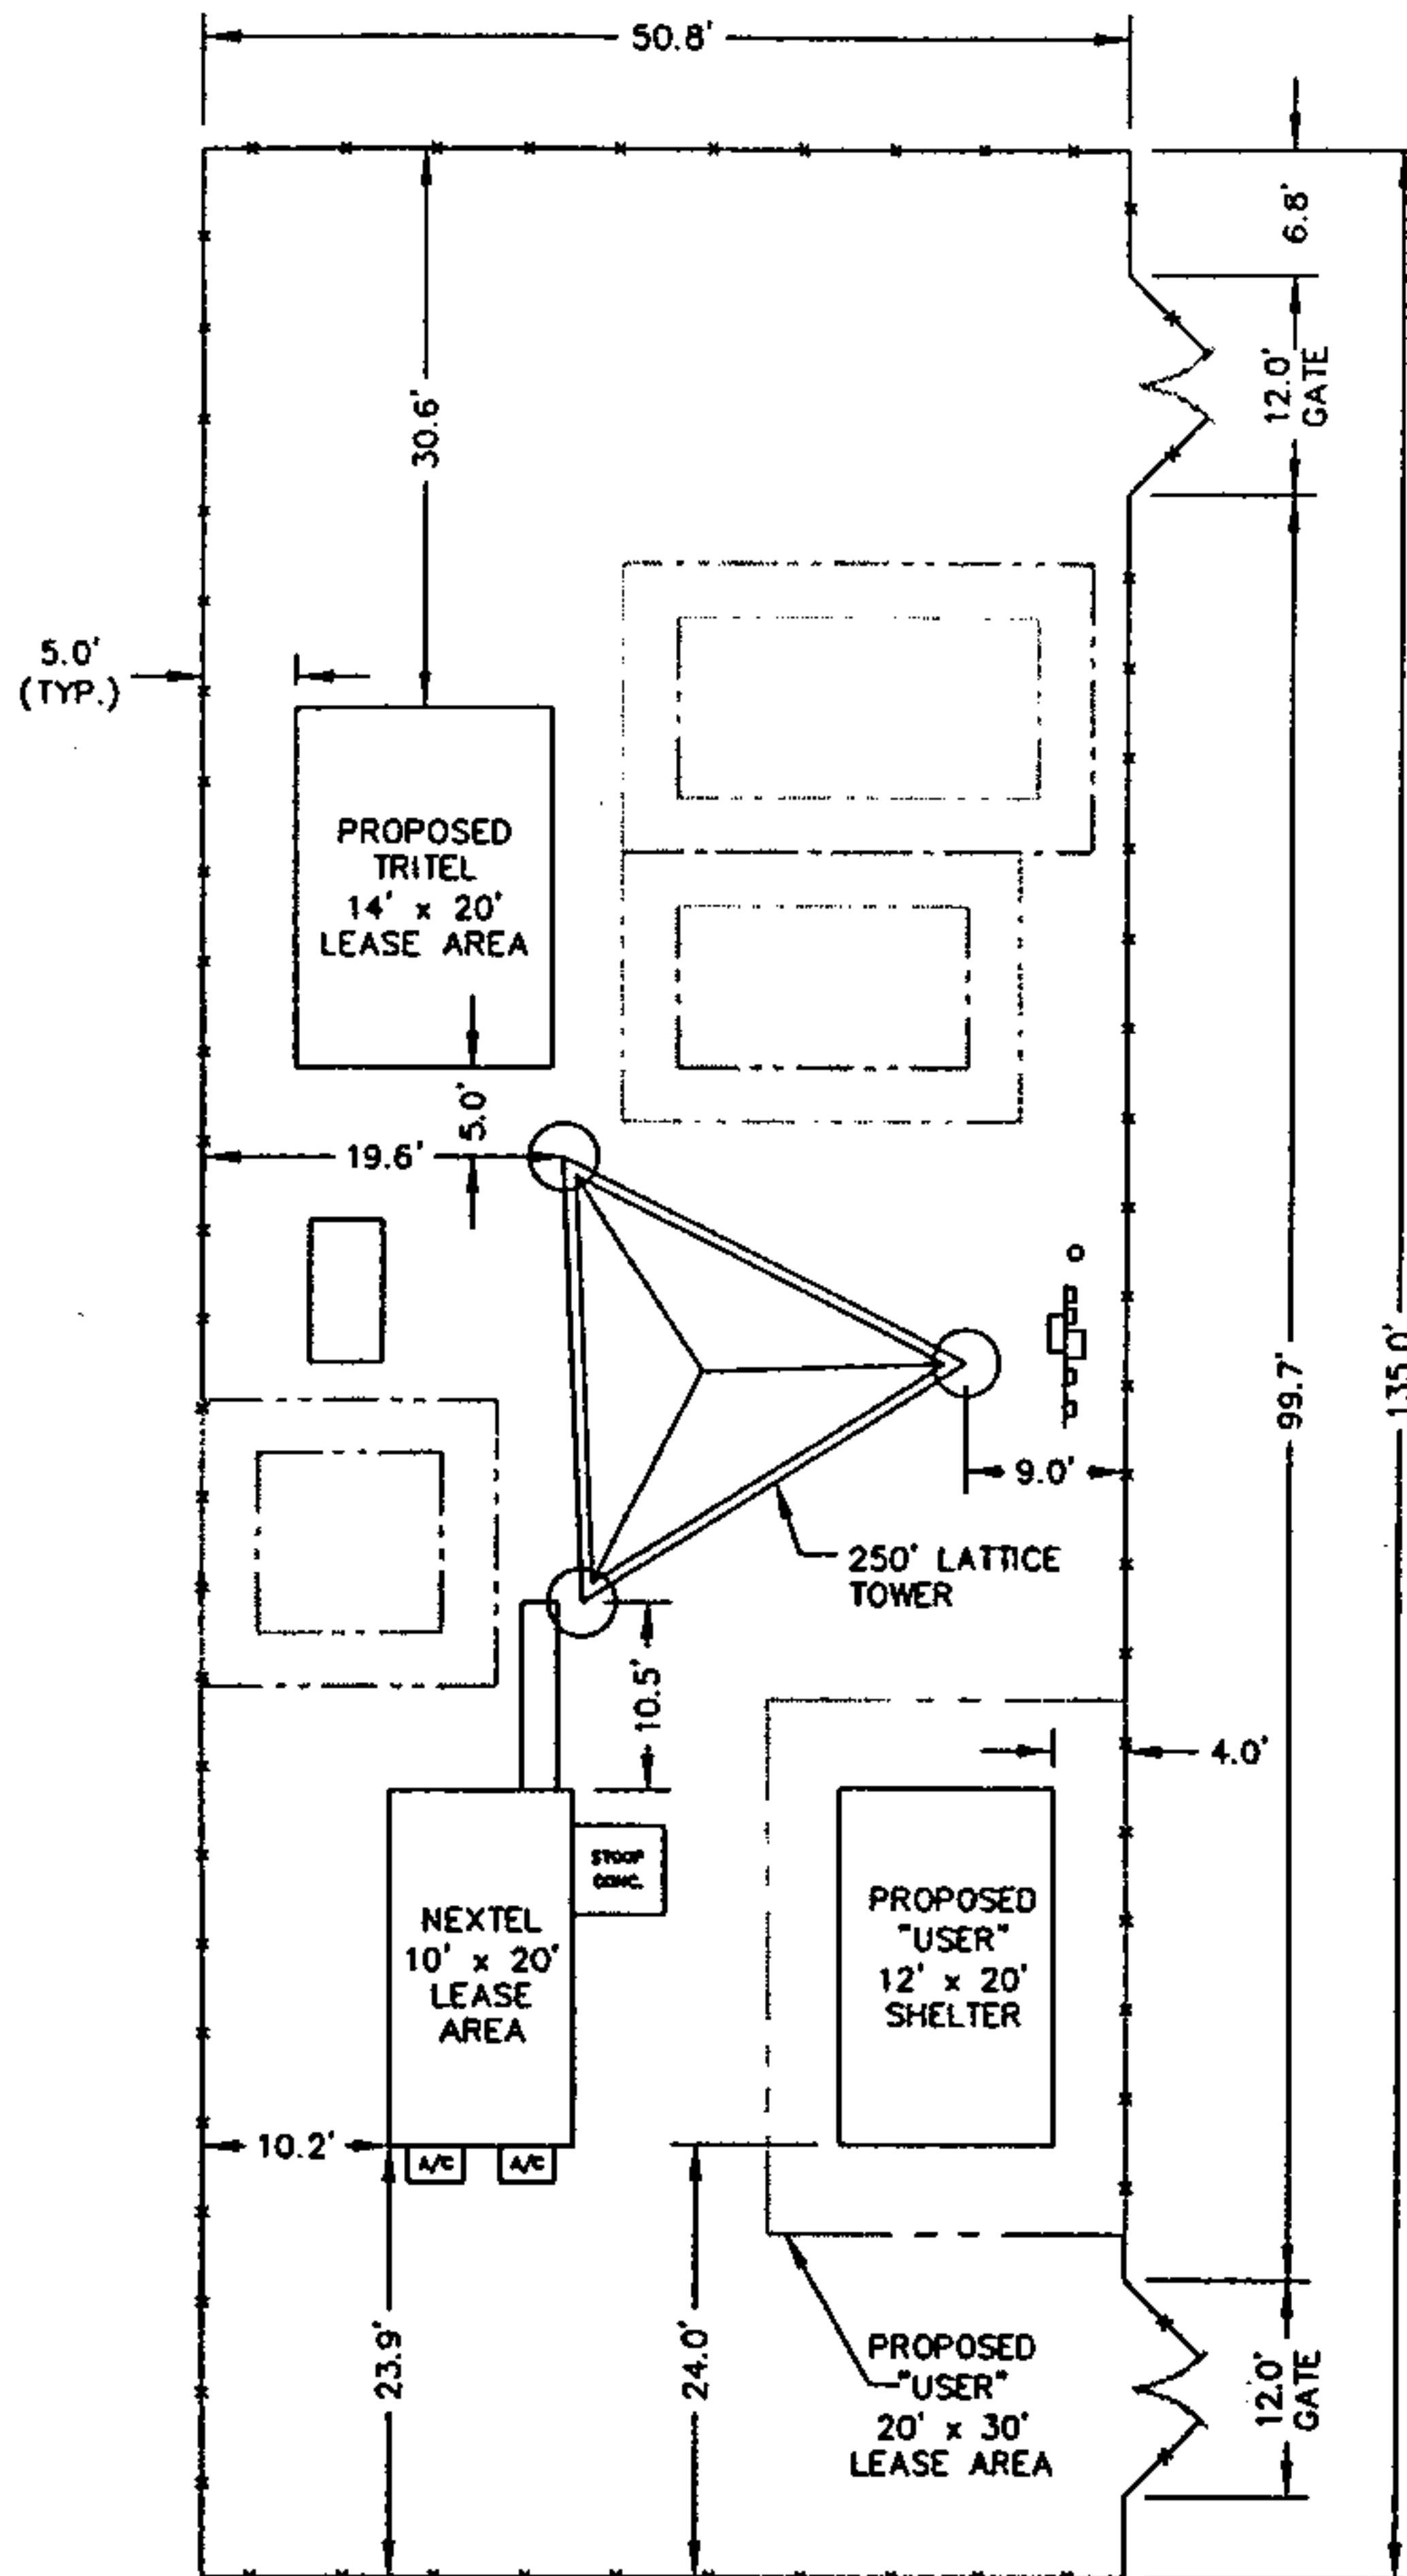 50.8'
6.8'
12.0'
GATE
30.6'
5.0'
(TYP.)
PROPOSED
TRITEL
14' x 20'
LEASE AREA
5.0'
19.6'
99.7'
135.0'
9.0'
250' LATTICE
TOWER
10.5'
4.0'
STOOP
CONC.
NEXTEL
10' x 20'
LEASE
AREA
PROPOSED
"USER"
12' x 20'
SHELTER
10.2'
A/C
A/C
23.9'
24.0'
PROPOSED
"USER"
20' x 30'
LEASE AREA
12.0'
GATE